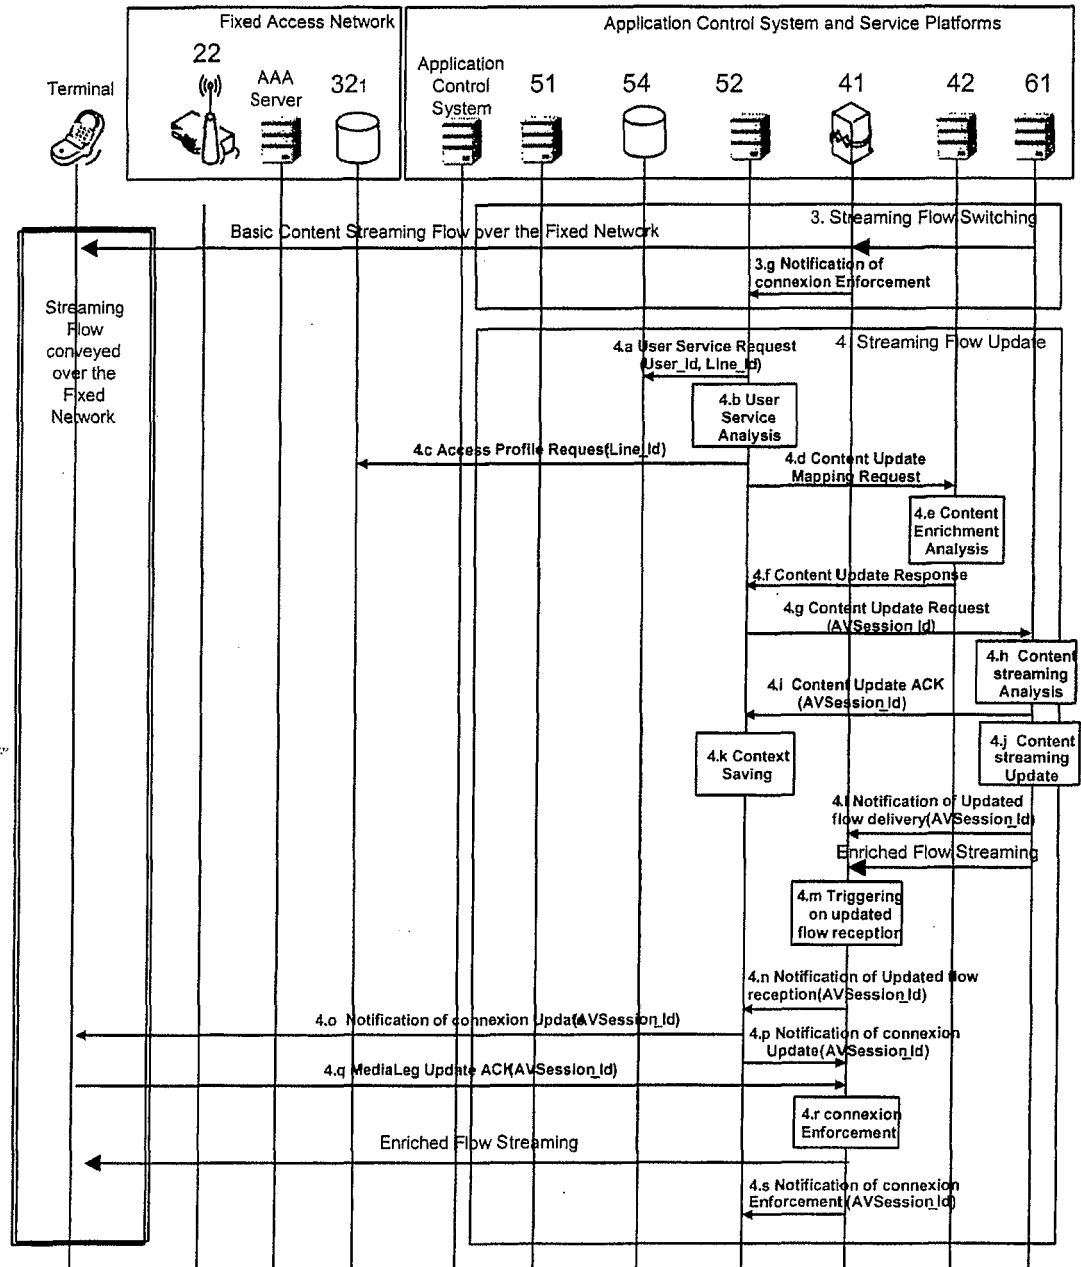 Fixed Access Network
Application Control System and Service Platforms
Terminal
22
AAA
Server
321
Application
Control
System
51
54
52
41
42
61
3. Streaming Flow Switching
Basic Content Streaming Flow over the Fixed Network
3.g Notification of
connexion Enforcement
Streaming
Flow
conveyed
over the
Fixed
Network
4. Streaming Flow Update
4.a User Service Request
(User_Id, Line_Id)
4.b User
Service
Analysis
4.c Access Profile Reques(Line_Id)
4.d Content Update
Mapping Request
4.e Content
Enrichment
Analysis
4.f Content Update Response
4.g Content Update Request
(AVSession_Id)
4.h Content
streaming
Analysis
4.i Content Update ACK
(AVSession_Id)
4.j Content
streaming
Update
4.k Context
Saving
4.l Notification of Updated
flow delivery(AVSession_Id)
Enriched Flow Streaming
4.m Triggering
on updated
flow reception
4.n Notification of Updated flow
reception(AVSession_Id)
4.o Notification of connexion Update(AVSession_Id)
4.p Notification of connexion
Update(AVSession_Id)
4.q MediaLeg Update ACK(AVSession_Id)
4.r connexion
Enforcement
Enriched Flow Streaming
4.s Notification of connexion
Enforcement (AVSession_Id)